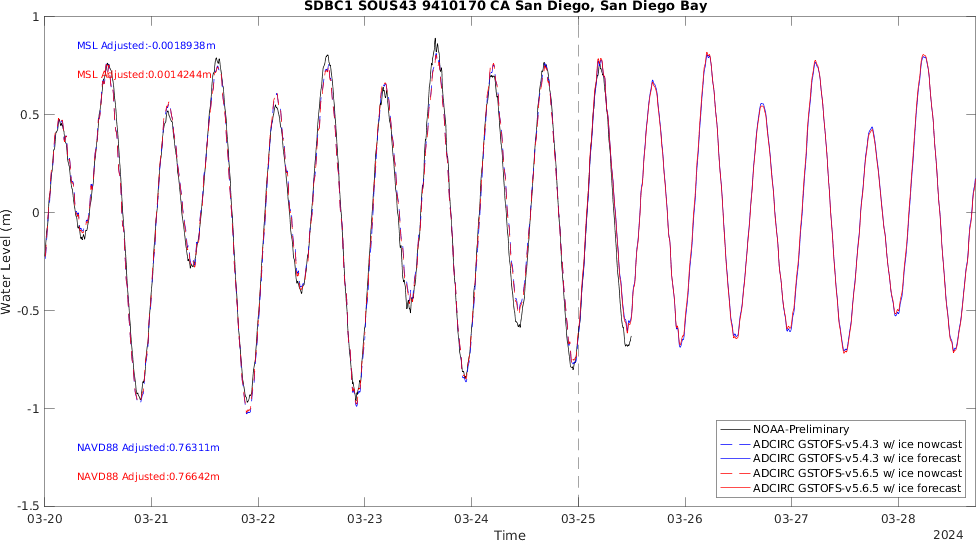 SDBC1 SOUS43 9410170 CA San Diego, San Diego Bay
1
MSL Adjusted:-0.0018938m
MSL Adjusted:0.0014244m
0.5
0
Water Level (m)
-0.5
-1
NAVD88 Adjusted:0.76311m
NAVD88 Adjusted:0.76642m
NOAA-Preliminary
ADCIRC GSTOFS-v5.4.3 w/ ice nowcast
ADCIRC GSTOFS-v5.4.3 w/ ice forecast
ADCIRC GSTOFS-v5.6.5 w/ ice nowcast
ADCIRC GSTOFS-v5.6.5 w/ ice forecast
-1.5
03-20 03-21 03-22 03-23 03-24 03-25 03-26 03-27 03-28
Time
2024